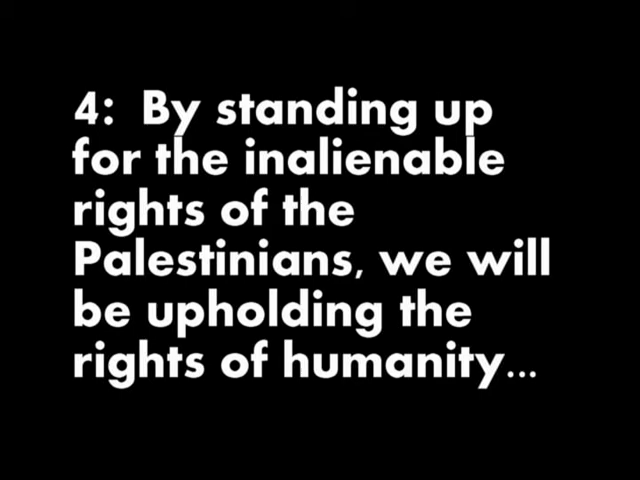 4:  By standing up
for the inalienable
rights of the
Palestinians, we will
be upholding the
rights of humanity...